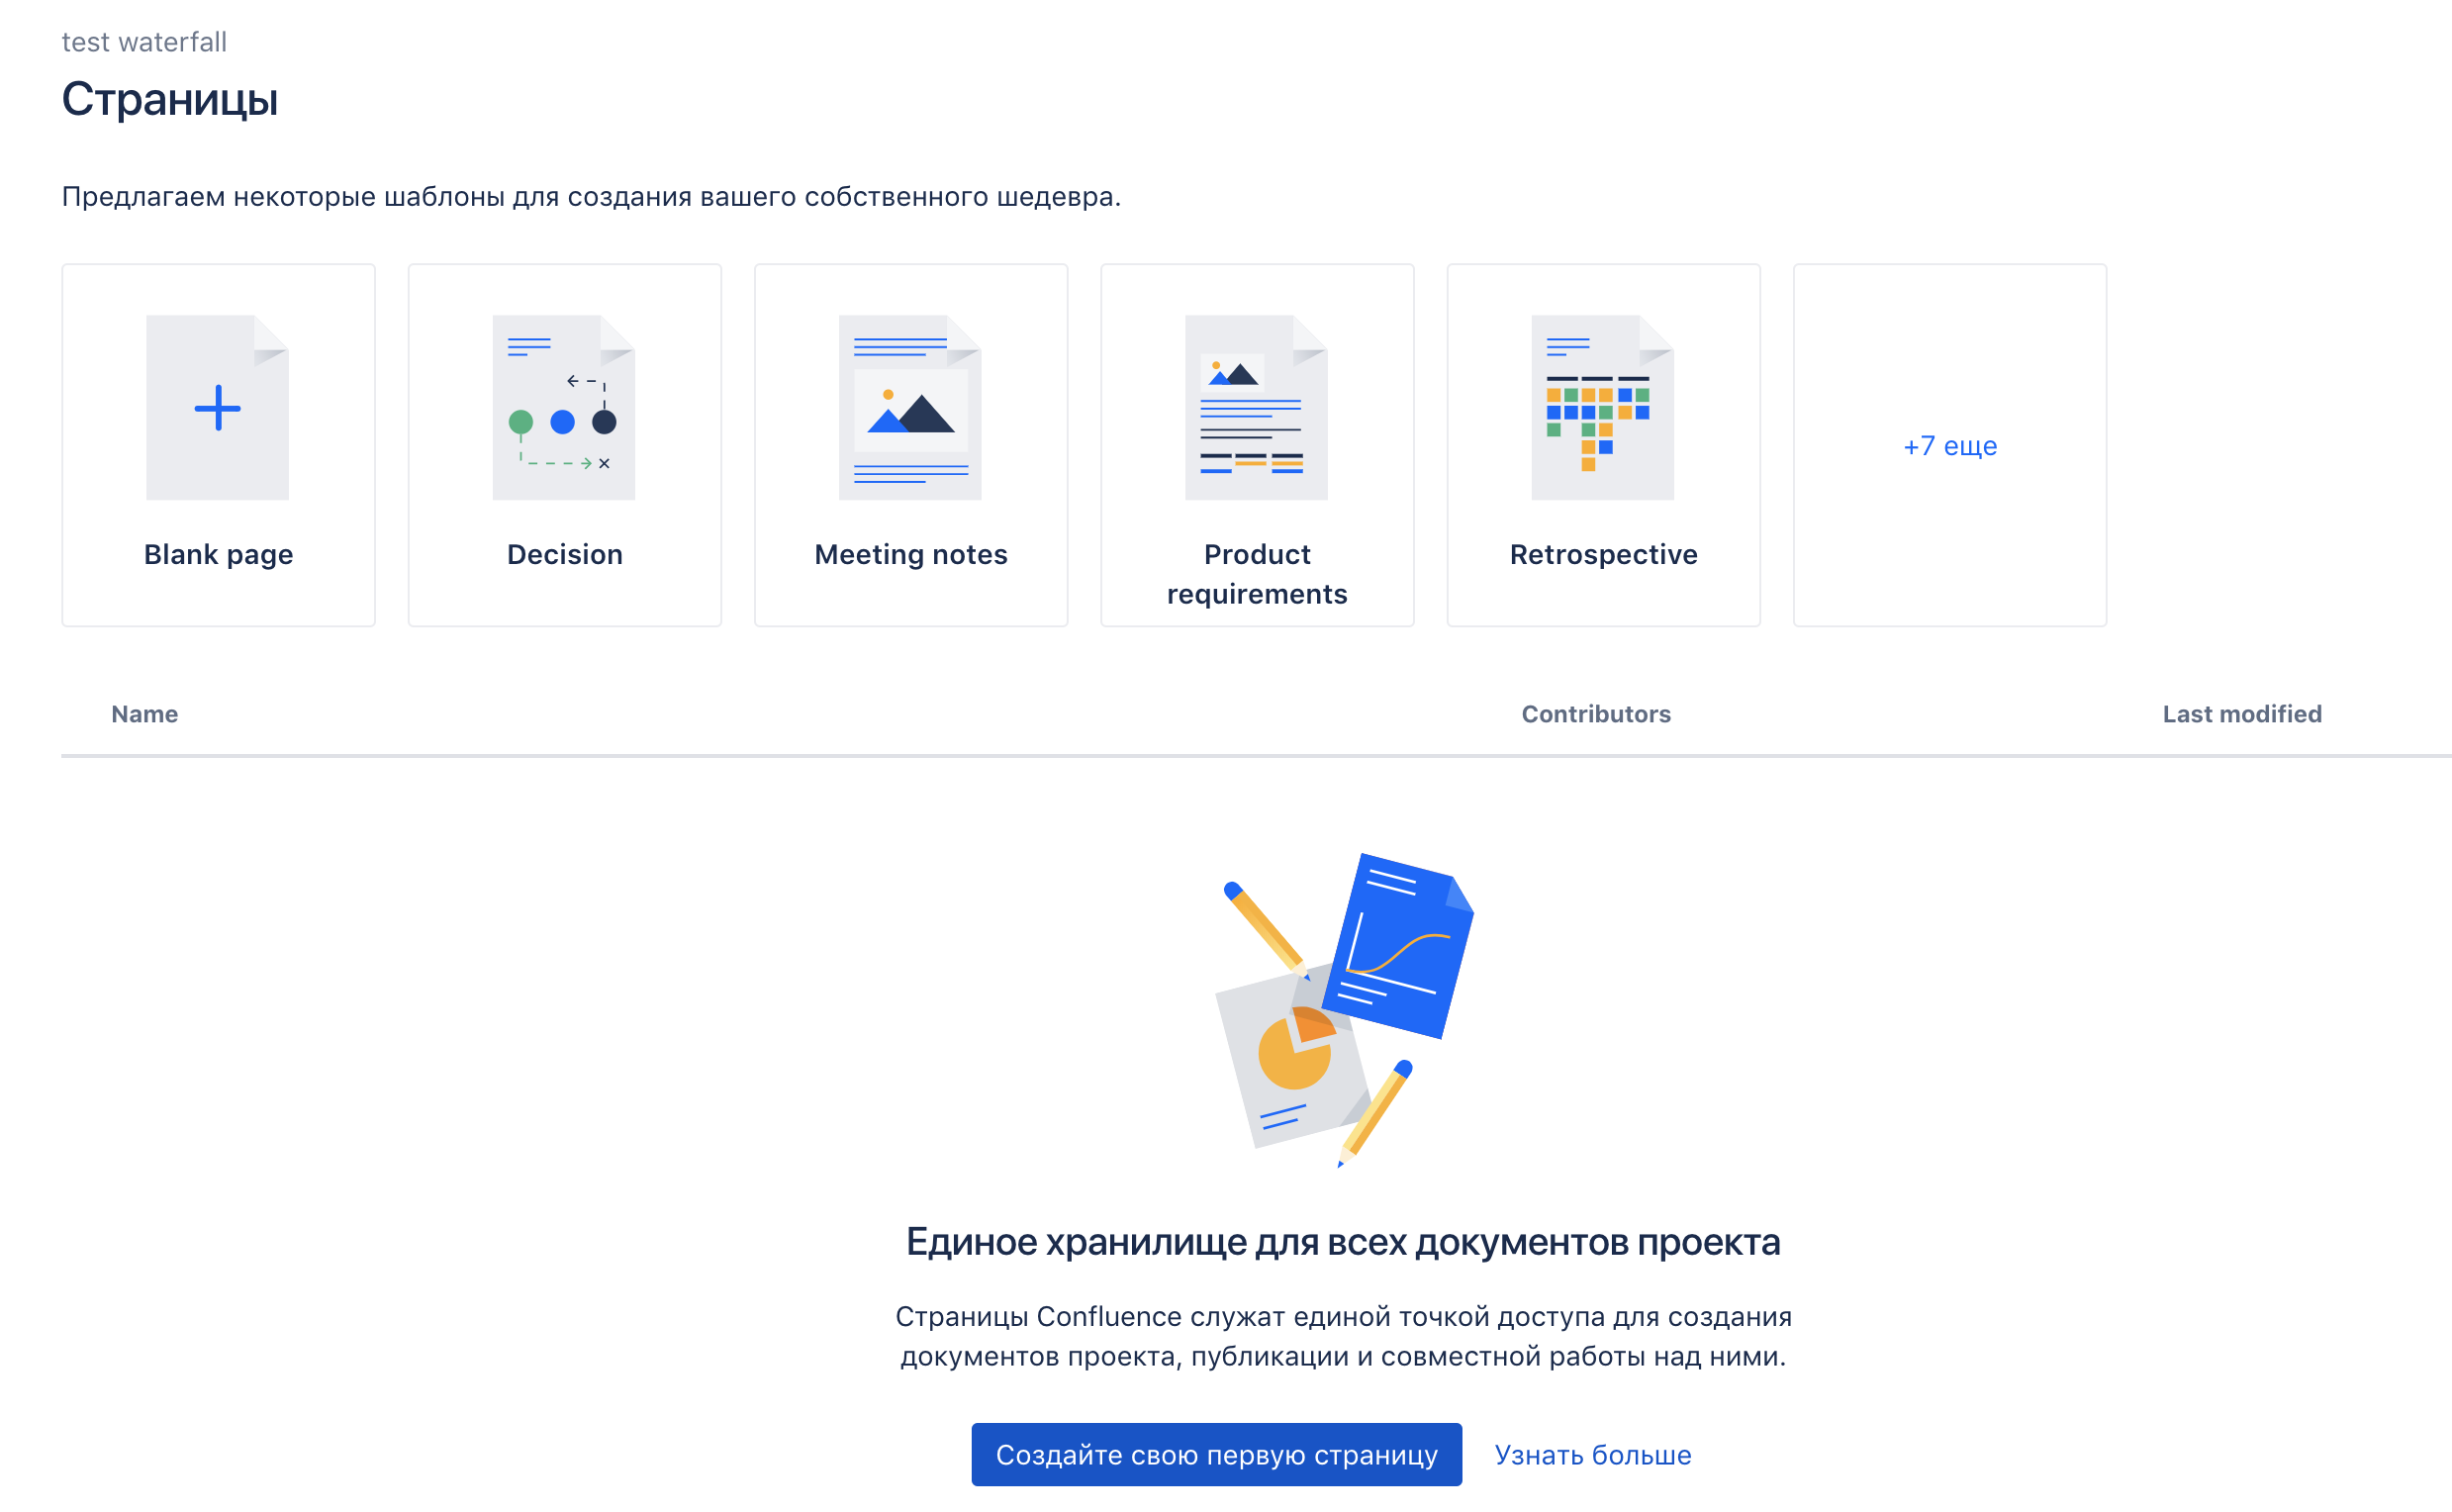 test waterfall
Страницы
Предлагаем некоторые шаблоны для создания вашего собственного шедевра.
Blank page
Decision
Meeting notes
Product
requirements
Retrospective
+7 еще
Name
Contributors
Last modified
Единое хранилище для всех документов проекта
Страницы Confluence служат единой точкой доступа для создания
документов проекта, публикации и совместной работы над ними.
Создайте свою первую страницу
Узнать больше